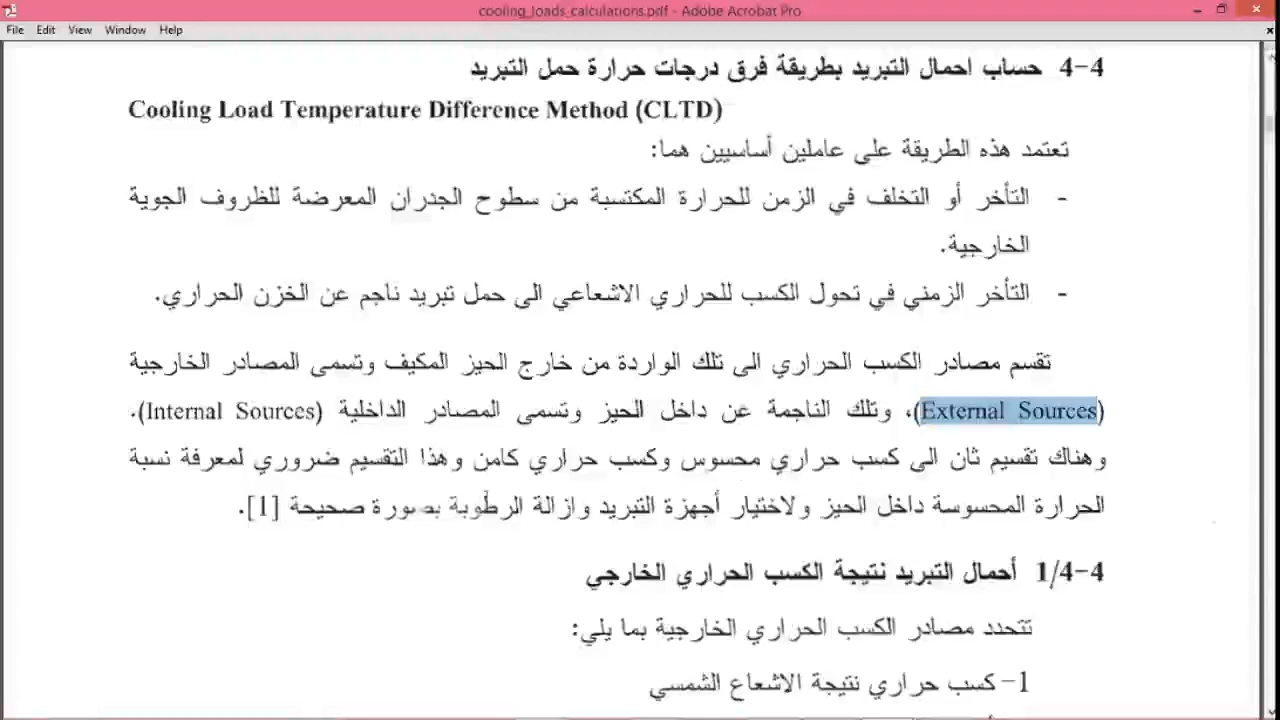 cooling_loads_calculations.pdf - Adobe Acrobat Pro
File Edit View Window Help
4-4 حساب احمال التبريد بطريقة فرق درجات حرارة حمل التبريد
Cooling Load Temperature Difference Method (CLTD)
تعتمد هذه الطريقة على عاملين أساسيين هما:
- التأخر أو التخلف في الزمن للحرارة المكتسبة من سطوح الجدران المعرضة للظروف الجوية
الخارجية.
- التأخر الزمني في تحول الكسب للحراري الاشعاعي الى حمل تبريد ناجم عن الخزن الحراري.
تقسم مصادر الكسب الحراري الى تلك الواردة من خارج الحيز المكيف وتسمى المصادر الخارجية
(External Sources)، وتلك الناجمة عن داخل الحيز وتسمى المصادر الداخلية (Internal Sources)،
وهناك تقسيم ثان الى كسب حراري محسوس وكسب حراري كامن وهذا التقسيم ضروري لمعرفة نسبة
الحرارة المحسوسة داخل الحيز ولاختيار أجهزة التبريد وازالة الرطوبة بصورة صحيحة [1].
1/4-4 أحمال التبريد نتيجة الكسب الحراري الخارجي
تتحدد مصادر الكسب الحراري الخارجية بما يلي:
1- كسب حراري نتيجة الاشعاع الشمسي